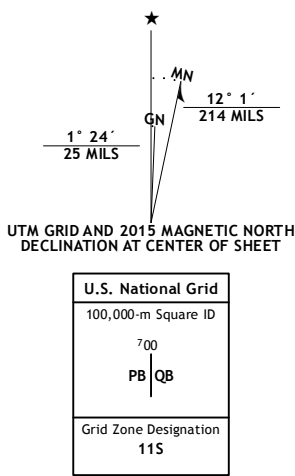 ★
MN
GN
12° 1´
214 MILS
1° 24´
25 MILS
UTM GRID AND 2015 MAGNETIC NORTH
DECLINATION AT CENTER OF SHEET
U.S. National Grid
100,000-m Square ID
⁷00
PB QB
Grid Zone Designation
11S